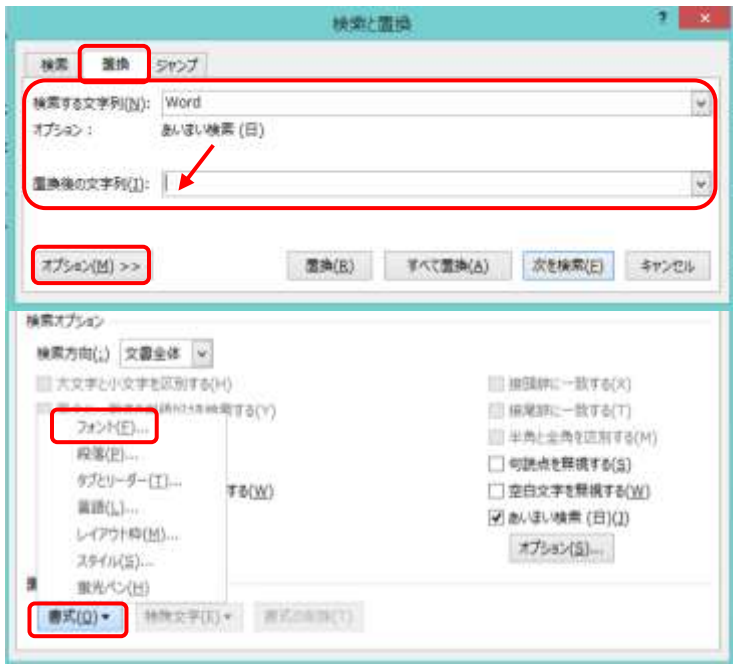 検索と置換
検索 置換 ジャンプ
検索する文字列(N): Word
オプション： あいまい検索 (日)
置換後の文字列(I):
オプション(M) >> 置換(R) すべて置換(A) 次を検索(F) キャンセル
検索オプション
検索方向(:) 文書全体
大文字と小文字を区別する(H) 接頭辞に一致する(X)
する(Y) 接尾辞に一致する(T)
フォント(F)... 半角と全角を区別する(M)
段落(P)... 句読点を無視する(S)
タブとリーダー(T)... する(W) 空白文字を無視する(W)
言語(L)... あいまい検索 (日)(J)
レイアウト枠(M)... オプション(S)...
スタイル(S)...
蛍光ペン(H)
書式(O) 特殊文字(E) 書式の削除(T)